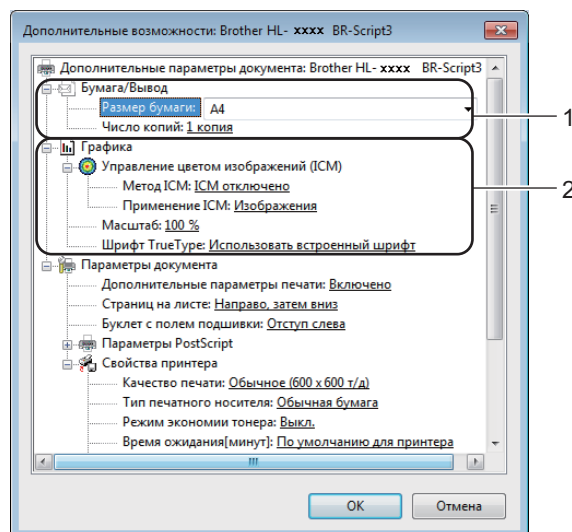 Дополнительные возможности: Brother HL- xxxx BR-Script3
Дополнительные параметры документа: Brother HL- xxxx BR-Script3
Бумага/Вывод
Размер бумаги: A4
Число копий: 1 копия
1
Графика
Управление цветом изображений (ICM)
Метод ICM: ICM отключено
2
Применение ICM: Изображения
Масштаб: 100 %
Шрифт TrueType: Использовать встроенный шрифт
Параметры документа
Дополнительные параметры печати: Включено
Страниц на листе: Направо, затем вниз
Буклет с полем подшивки: Отступ слева
Параметры PostScript
Свойства принтера
Качество печати: Обычное (600 x 600 т/д)
Тип печатного носителя: Обычная бумага
Режим экономии тонера: Выкл.
Время ожидания[минут]: По умолчанию для принтера
OK
Отмена